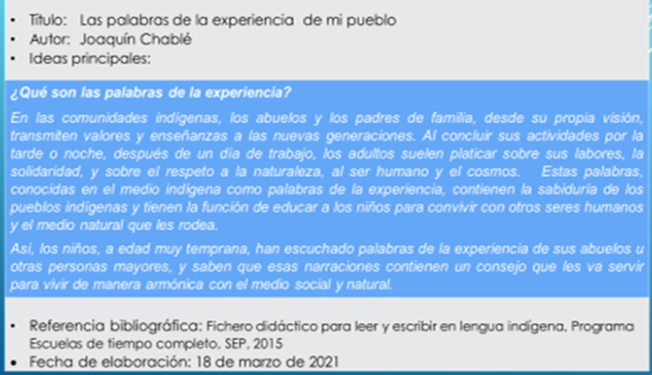 • Título: Las palabras de la experiencia de mi pueblo
• Autor: Joaquín Chablé
• Ideas principales:
¿Qué son las palabras de la experiencia?
En las comunidades indígenas, los abuelos y los padres de familia, desde su propia visión,
transmiten valores y enseñanzas a las nuevas generaciones. Al concluir sus actividades por la
tarde o noche, después de un día de trabajo, los adultos suelen platicar sobre sus labores, la
solidaridad, y sobre el respeto a la naturaleza, al ser humano y el cosmos. Estas palabras,
conocidas en el medio indígena como palabras de la experiencia, contienen la sabiduría de los
pueblos indígenas y tienen la función de educar a los niños para convivir con otros seres humanos
y el medio natural que les rodea.
Así, los niños, a edad muy temprana, han escuchado palabras de la experiencia de sus abuelos u
otras personas mayores, y saben que esas narraciones contienen un consejo que les va servir
para vivir de manera armónica con el medio social y natural.
• Referencia bibliográfica: Fichero didáctico para leer y escribir en lengua indígena, Programa
Escuelas de tiempo completo, SEP, 2015
• Fecha de elaboración: 18 de marzo de 2021